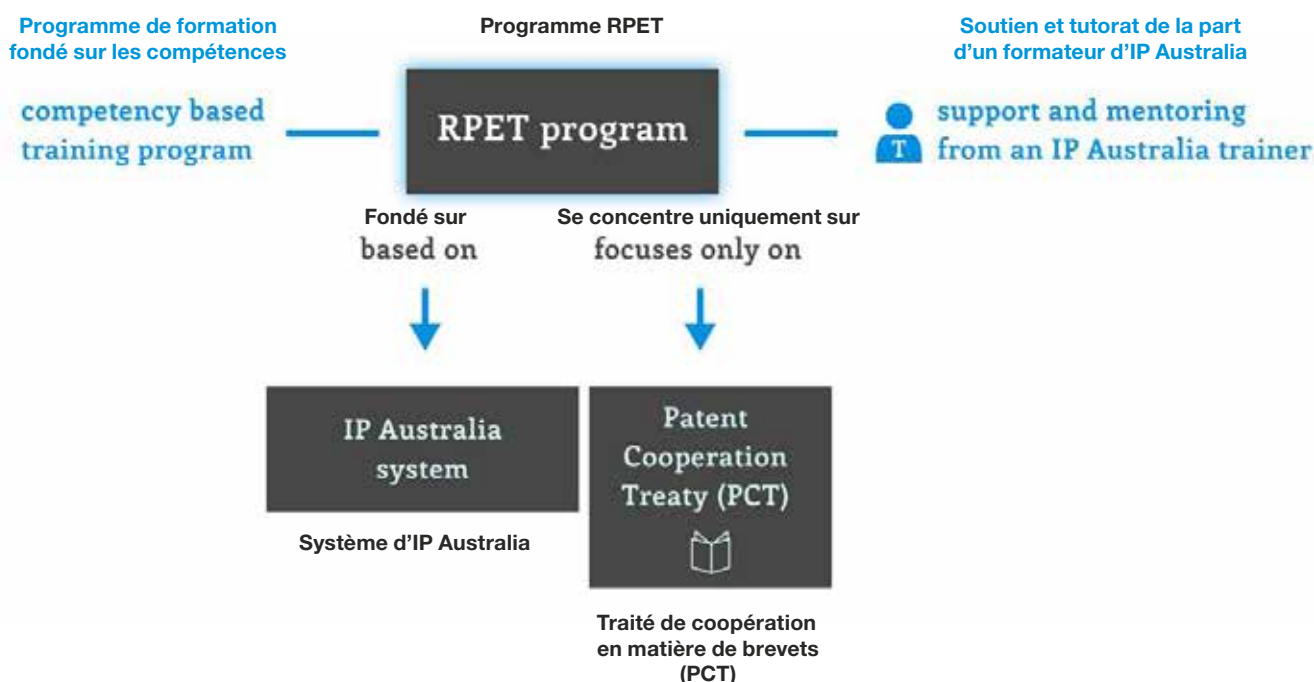 Programme de formation
fondé sur les compétences
competency based
training program
Programme RPET
RPET program
Soutien et tutorat de la part
d’un formateur d’IP Australia
T
support and mentoring
from an IP Australia trainer
Fondé sur
based on
Se concentre uniquement sur
focuses only on
IP Australia
system
Système d’IP Australia
Patent
Cooperation
Treaty (PCT)
Traité de coopération
en matière de brevets
(PCT)